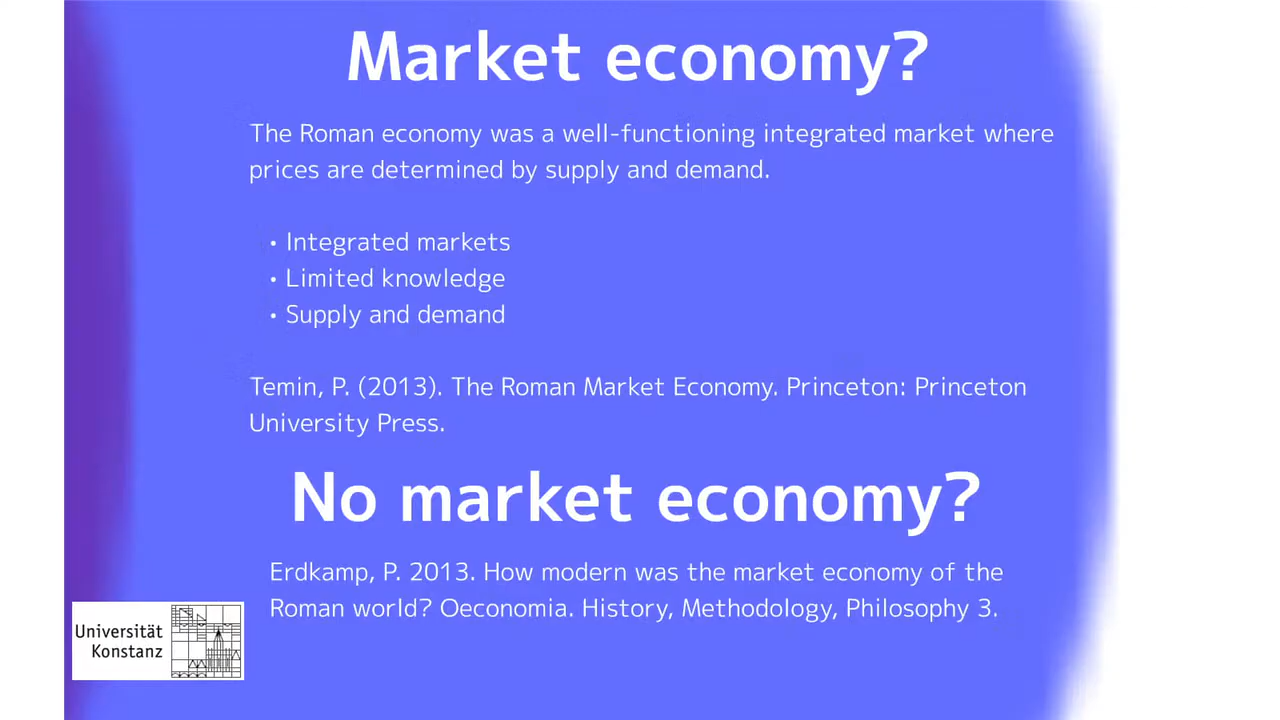 Market economy?
The Roman economy was a well-functioning integrated market where
prices are determined by supply and demand.
• Integrated markets
• Limited knowledge
• Supply and demand
Temin, P. (2013). The Roman Market Economy. Princeton: Princeton
University Press.
No market economy?
Erdkamp, P. 2013. How modern was the market economy of the
Roman world? Oeconomia. History, Methodology, Philosophy 3.
Universität
Konstanz